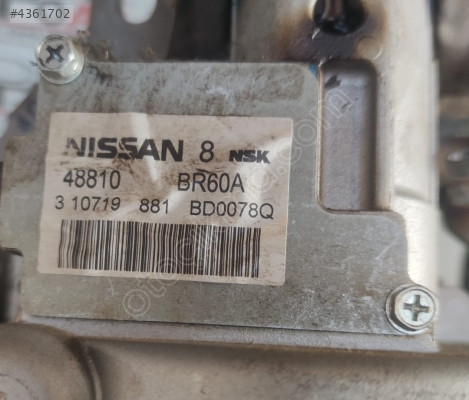 #4361702
NISSAN 8 NSK
48810 BR60A
3 10719 881 BD0078Q